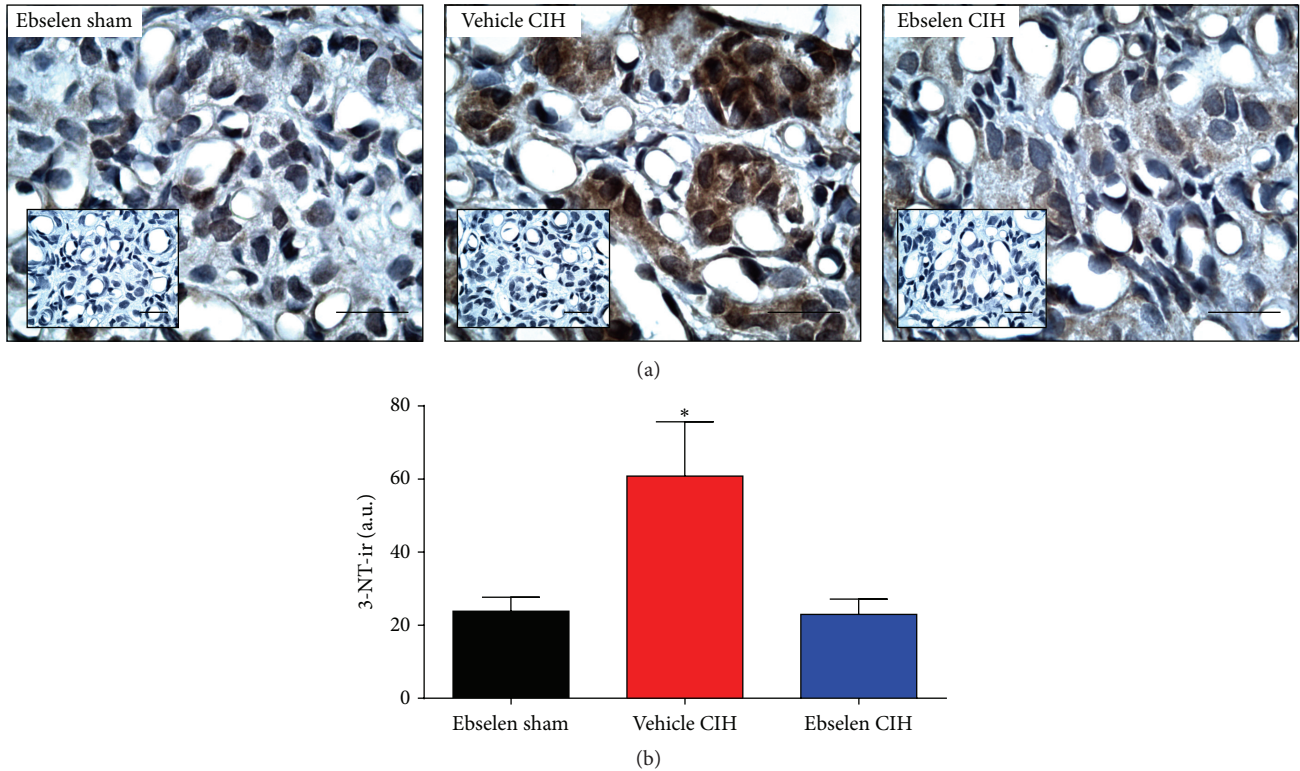 Ebselen sham
Vehicle CIH
Ebselen CIH
(a)
80
60
40
20
0
3-NT-ir (a.u.)
*
Ebselen sham
Vehicle CIH
Ebselen CIH
(b)